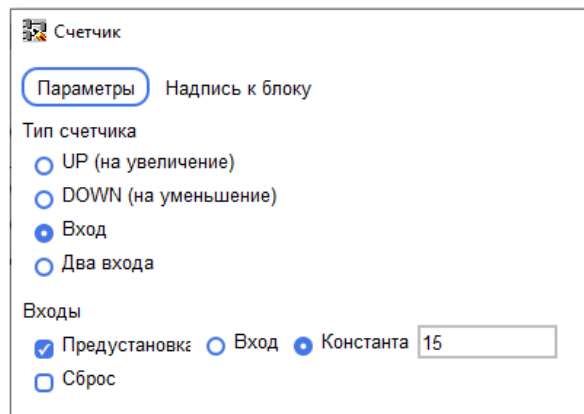 Счетчик
Параметры Надпись к блоку
Тип счетчика
UP (на увеличение)
DOWN (на уменьшение)
Вход
Два входа
Входы
Предустановка Вход Константа 15
Сброс